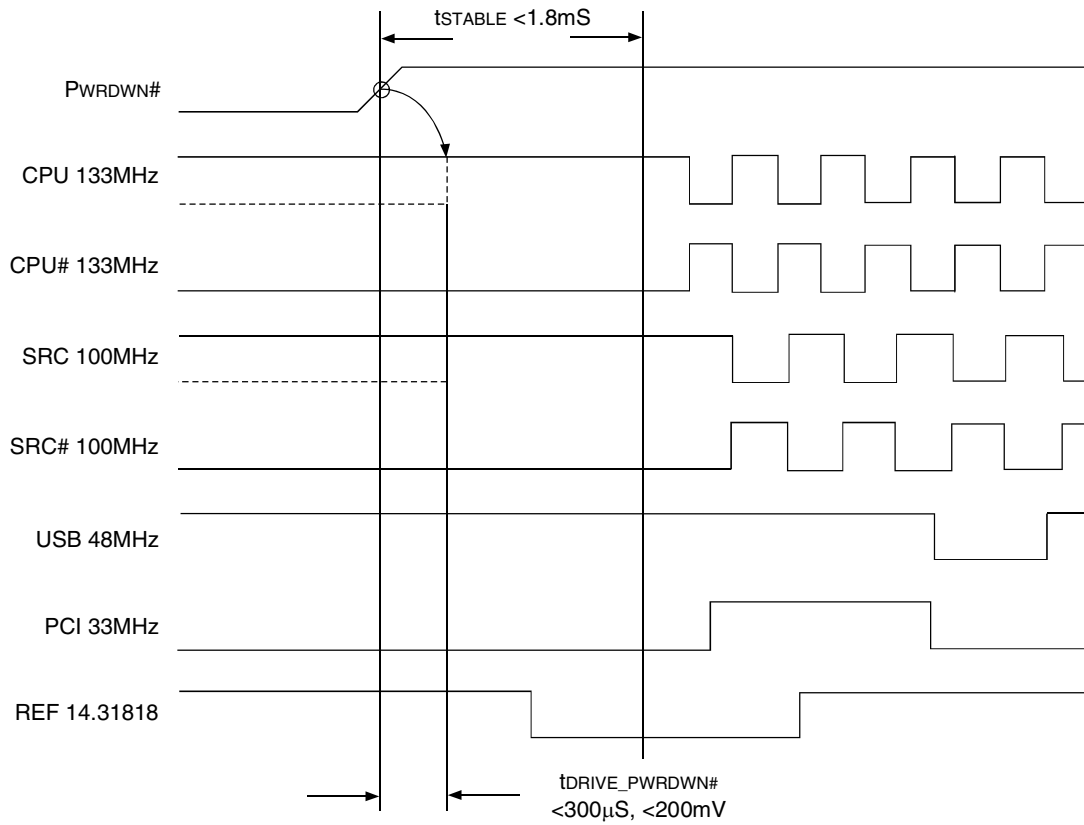 tSTABLE <1.8mS
PWRDWN#
CPU 133MHz
CPU# 133MHz
SRC 100MHz
SRC# 100MHz
USB 48MHz
PCI 33MHz
REF 14.31818
tDRIVE_PWRDWN#
<300μS, <200mV